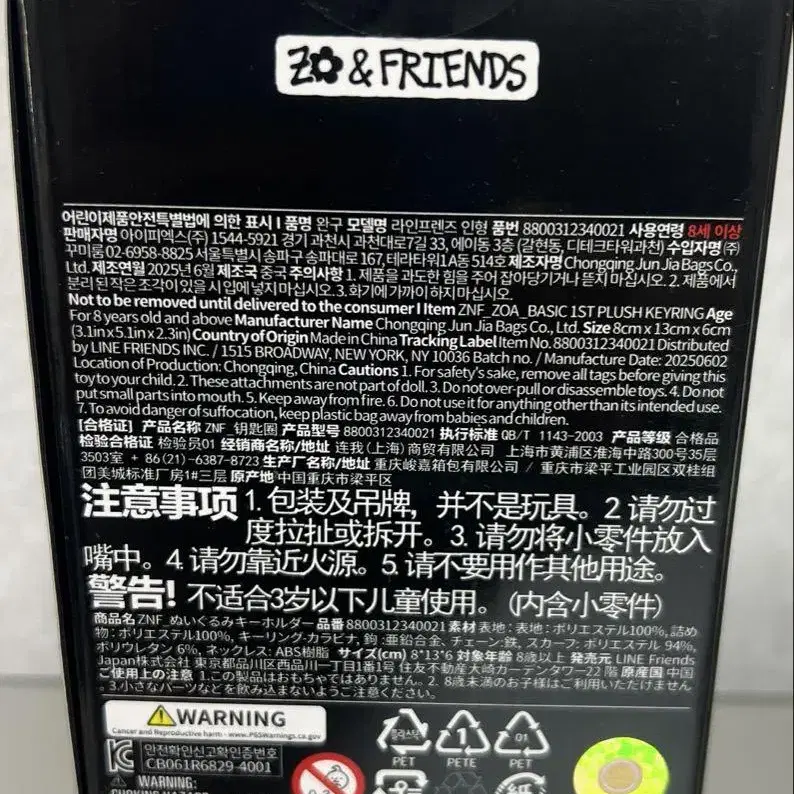 ZO & FRIENDS
어린이제품안전특별법에 의한 표시 I 품명 완구 모델명 라인프렌즈 인형 품번 8800312340021 사용연령 8세 이상
판매자명 아이피엑스(주) 1544-5921 경기 과천시 과천대로7길 33, 에이동 3층 (갈현동, 디테크타워과천) 수입자명 (주)
꾸미룸 02-6958-8825 서울특별시 송파구 송파대로 167, 테라타워1 A동 514호 제조자명 Chongqing Jun Jia Bags Co.,
Ltd. 제조연월 2025년 6월 제조국 중국 주의사항 1. 제품을 과도한 힘을 주어 잡아당기거나 뜯지 마십시오. 2. 제품에서
분리 된 작은 조각이 있을 시 입에 넣지 마십시오. 3. 화기에 가까이 하지 마십시오.
Not to be removed until delivered to the consumer I Item ZNF_ZOA_BASIC 1ST PLUSH KEYRING Age
For 8 years old and above Manufacturer Name Chongqing Jun Jia Bags Co., Ltd. Size 8cm x 13cm x 6cm
(3.1in x 5.1in x 2.3in) Country of Origin Made in China Tracking Label Item No. 8800312340021 Distributed
by LINE FRIENDS INC. / 1515 BROADWAY, NEW YORK, NY 10036 Batch no. / Manufacture Date: 20250602
Location of Production: Chongqing, China Cautions 1. For safety's sake, remove all tags before giving this
toy to your child. 2. These attachments are not part of doll. 3. Do not over-pull or disassemble toys. 4. Do not
put small parts into mouth. 5. Keep away from fire. 6. Do not use it for anything other than its intended use.
7. To avoid danger of suffocation, keep plastic bag away from babies and children.
[合格证] 产品名称 ZNF_钥匙圈 产品型号 8800312340021 执行标准 QB/T 1143-2003 产品等级 合格品
检验合格证 检验员01 经销商名称/地址 连我(上海)商贸有限公司 上海市黄浦区淮海中路300号35层
3503室 + 86(21)-6387-8723 生产厂名称/地址 重庆峻嘉箱包有限公司 / 重庆市梁平工业园区双桂组
团美城标准厂房1#三层 原产地 中国重庆市梁平区
注意事项 1. 包装及吊牌，并不是玩具。2 请勿过
度拉扯或拆开。3. 请勿将小零件放入
嘴中。4. 请勿靠近火源。5. 请不要用作其他用途。
警告! 不适合3岁以下儿童使用。(内含小零件)
商品名 ZNF_ぬいぐるみキーホルダー 品番 8800312340021 素材 表地: 表地: ポリエステル100%, 詰め
物: ポリエステル100%, キーリング·カラビナ, 鈎: 亜鉛合金, チェーン: 鉄, スカーフ: ポリエステル 94%,
ポリウレタン 6%, ネックレス: ABS樹脂 サイズ(cm) 8*13*6 対象年齢 8歳以上 発売元 LINE Friends
Japan株式会社 東京都品川区西品川一丁目1番1号 住友不動産大崎ガーデンタワー22 階 原産国 中国
ご使用上の注意 1.この製品はおもちゃではありません。2. 8歳未満のお子様はご利用いただけません
。3.小さなパーツなどを飲み込まないようご注意ください。
WARNING
Cancer and Reproductive harm - www.P65Warnings.ca.gov
안전확인신고확인증번호
CB061R6829-4001
WARNING:
플라스틱
PET
1
PETE
01
PET